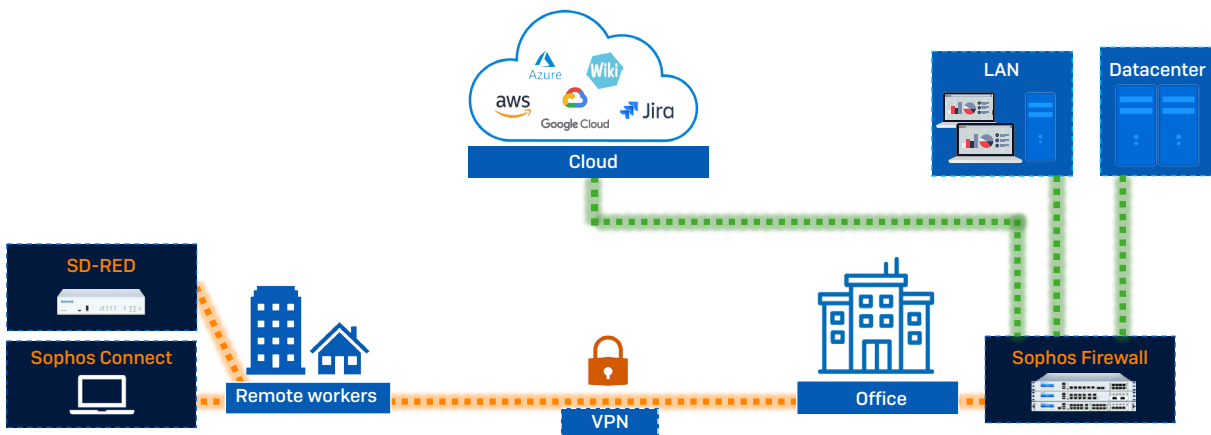 Azure
Wiki
aws
Google Cloud
Jira
Cloud
LAN
Datacenter
SD-RED
SOPHOS
Sophos Connect
Remote workers
VPN
Office
Sophos Firewall